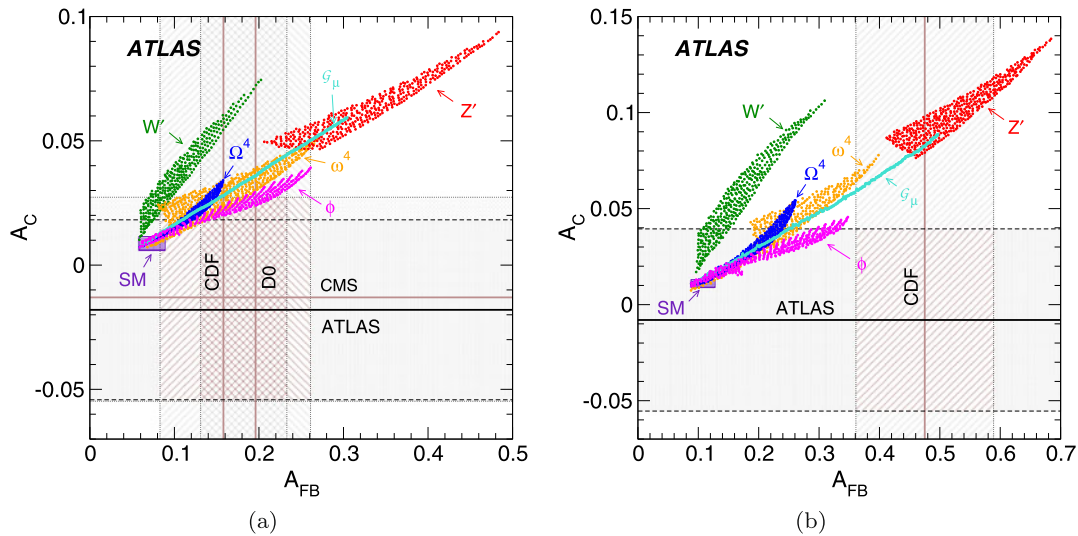 ATLAS
0.1
0.05
0
-0.05
A_C
W′
Ω⁴
𝒢_μ
Z′
ω⁴
ϕ
SM
CDF
D0
CMS
ATLAS
0 0.1 0.2 0.3 0.4 0.5
A_FB
(a)
ATLAS
0.15
0.1
0.05
0
-0.05
A_C
W′
ω⁴
Z′
Ω⁴
𝒢_μ
ϕ
SM
ATLAS
CDF
0 0.1 0.2 0.3 0.4 0.5 0.6 0.7
A_FB
(b)